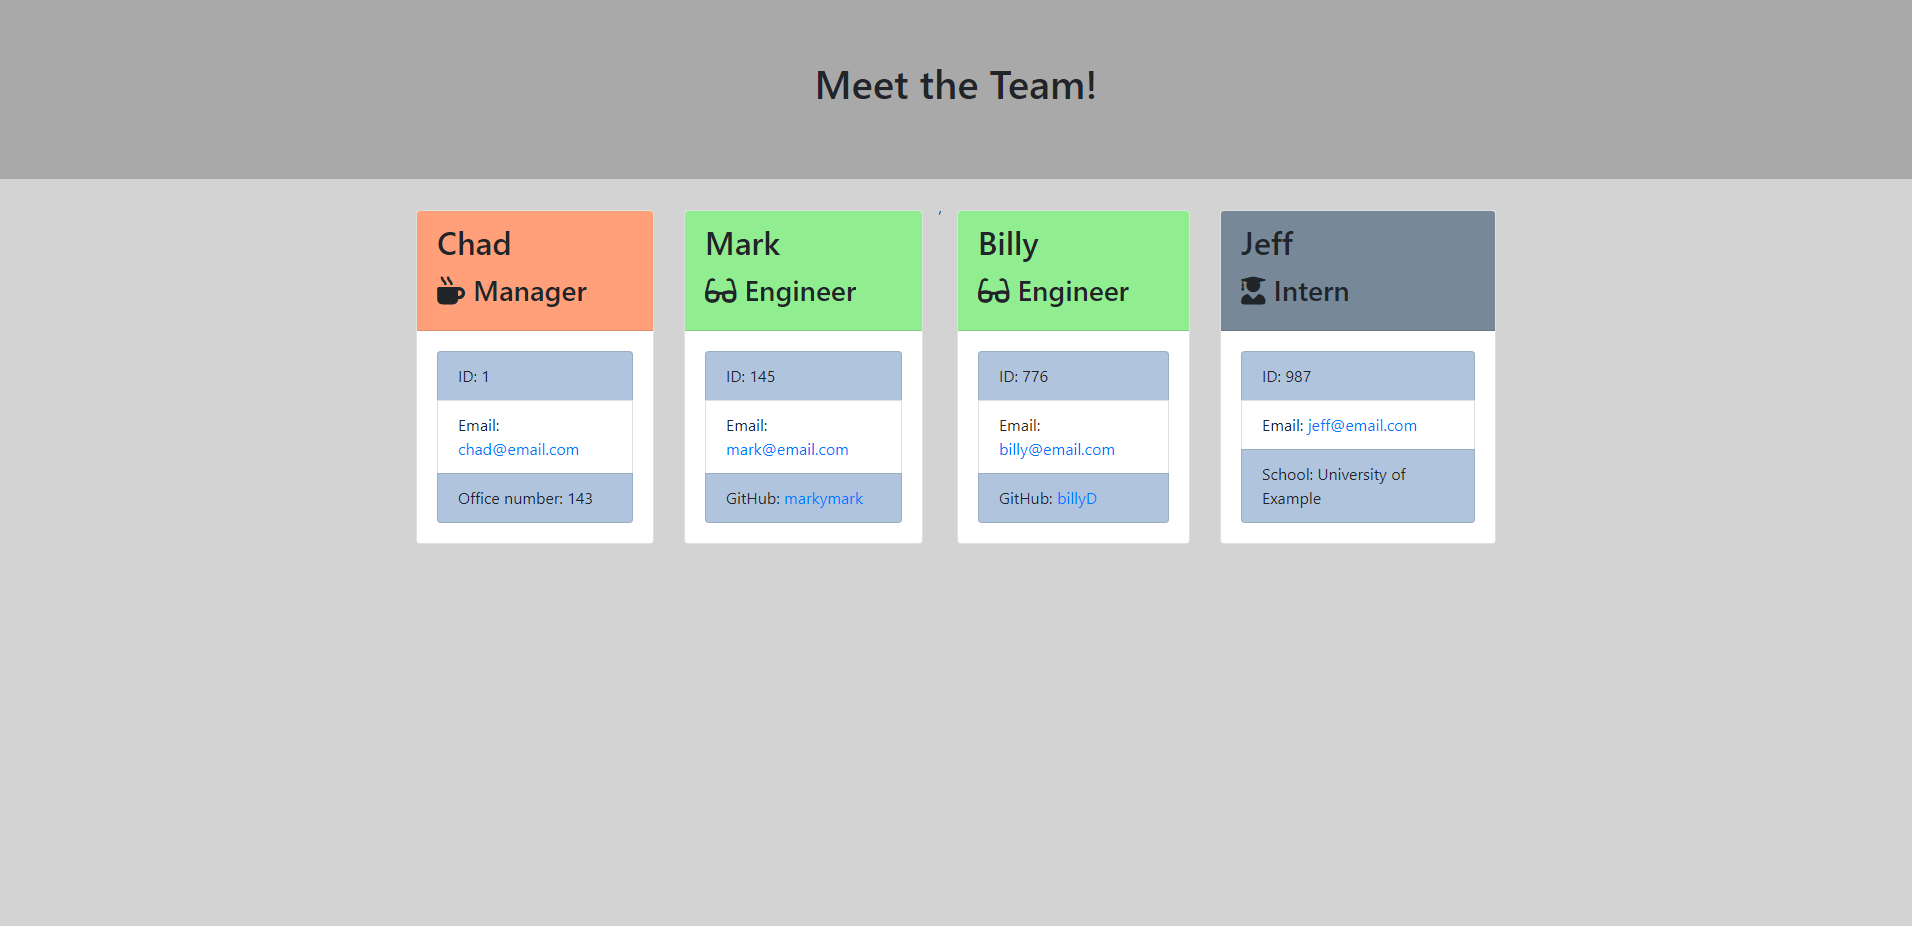 Meet the Team!
Chad
Manager
ID: 1
Email:
chad@email.com
Office number: 143
Mark
Engineer
ID: 145
Email:
mark@email.com
GitHub: markymark
,
Billy
Engineer
ID: 776
Email:
billy@email.com
GitHub: billyD
Jeff
Intern
ID: 987
Email: jeff@email.com
School: University of
Example